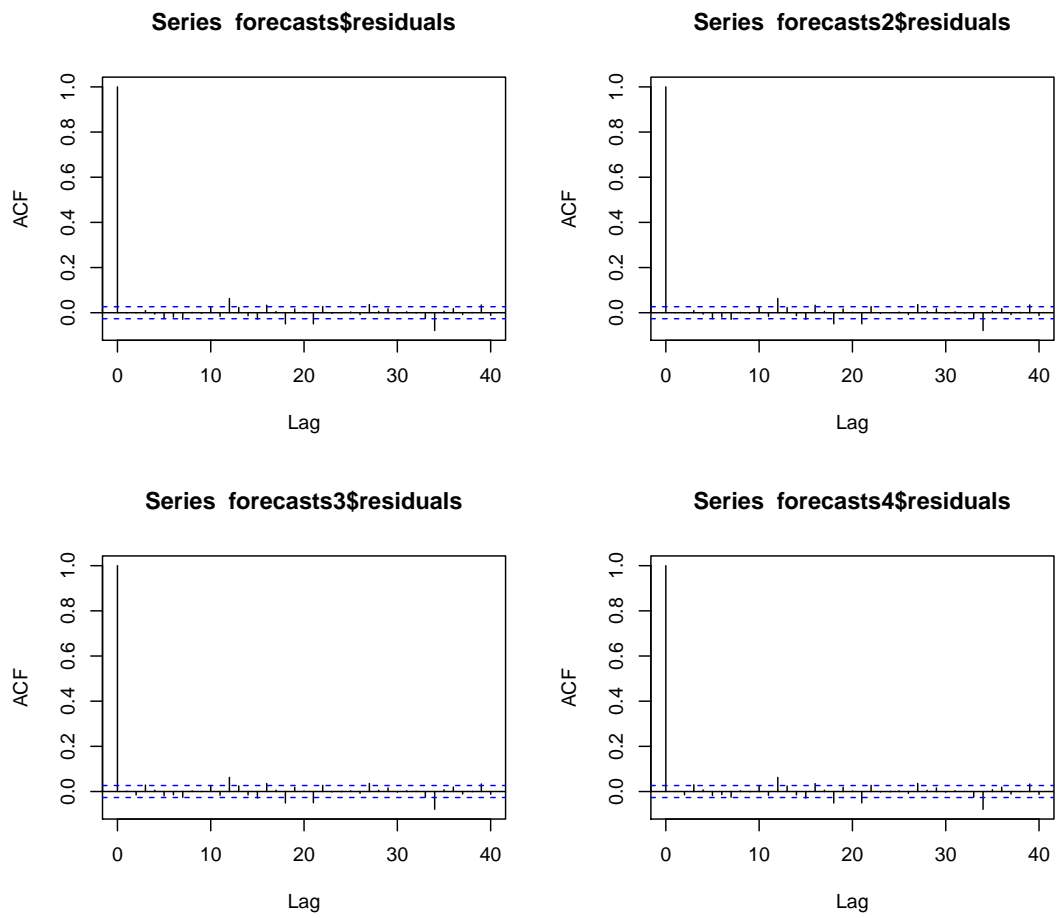 Series forecasts$residuals
ACF
0.0 0.2 0.4 0.6 0.8 1.0
0 10 20 30 40
Lag
Series forecasts2$residuals
ACF
0.0 0.2 0.4 0.6 0.8 1.0
0 10 20 30 40
Lag
Series forecasts3$residuals
ACF
0.0 0.2 0.4 0.6 0.8 1.0
0 10 20 30 40
Lag
Series forecasts4$residuals
ACF
0.0 0.2 0.4 0.6 0.8 1.0
0 10 20 30 40
Lag